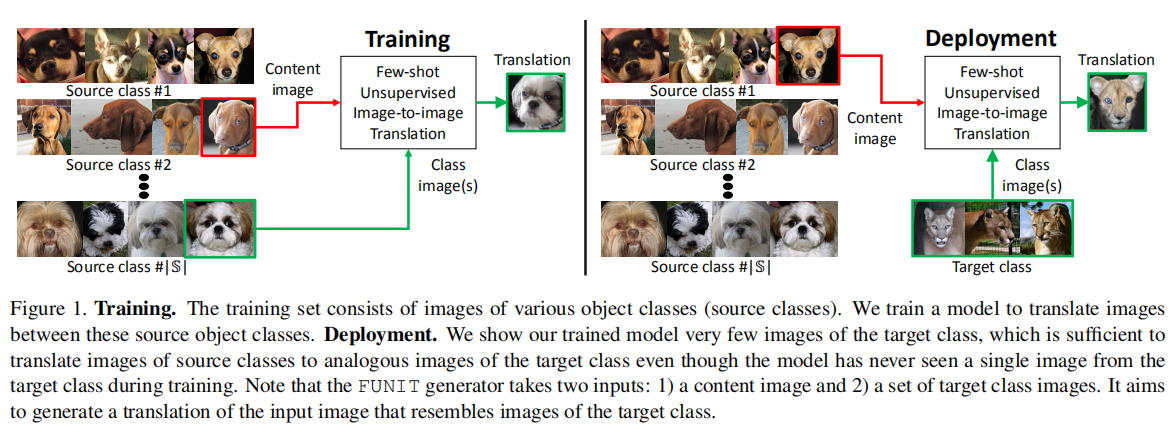 Training
Content
image
Few-shot
Unsupervised
Image-to-image
Translation
Translation
Source class #1
Source class #2
Class
image(s)
Source class #|𝕊|
Deployment
Content
image
Few-shot
Unsupervised
Image-to-image
Translation
Translation
Source class #1
Source class #2
Class
image(s)
Source class #|𝕊|
Target class
Figure 1. Training. The training set consists of images of various object classes (source classes). We train a model to translate images
between these source object classes. Deployment. We show our trained model very few images of the target class, which is sufficient to
translate images of source classes to analogous images of the target class even though the model has never seen a single image from the
target class during training. Note that the FUNIT generator takes two inputs: 1) a content image and 2) a set of target class images. It aims
to generate a translation of the input image that resembles images of the target class.